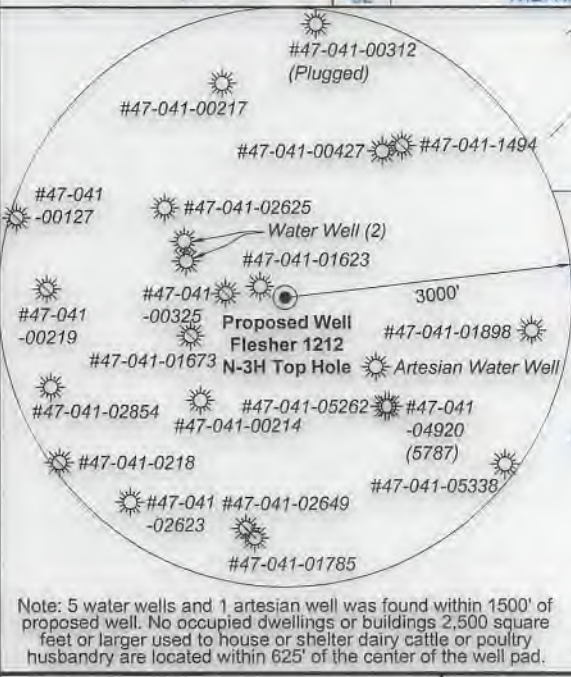 #47-041-00312
(Plugged)
#47-041-00217
#47-041-00427
#47-041-1494
#47-041
-00127
#47-041-02625
Water Well (2)
#47-041-01623
#47-041
-00219
#47-041
-00325
3000'
Proposed Well
Flesher 1212
N-3H Top Hole
#47-041-01898
#47-041-01673
Artesian Water Well
#47-041-02854
#47-041-00214
#47-041-05262
#47-041
-04920
(5787)
#47-041-0218
#47-041-05338
#47-041
-02623
#47-041-02649
#47-041-01785
Note: 5 water wells and 1 artesian well was found within 1500' of
proposed well. No occupied dwellings or buildings 2,500 square
feet or larger used to house or shelter dairy cattle or poultry
husbandry are located within 625' of the center of the well pad.